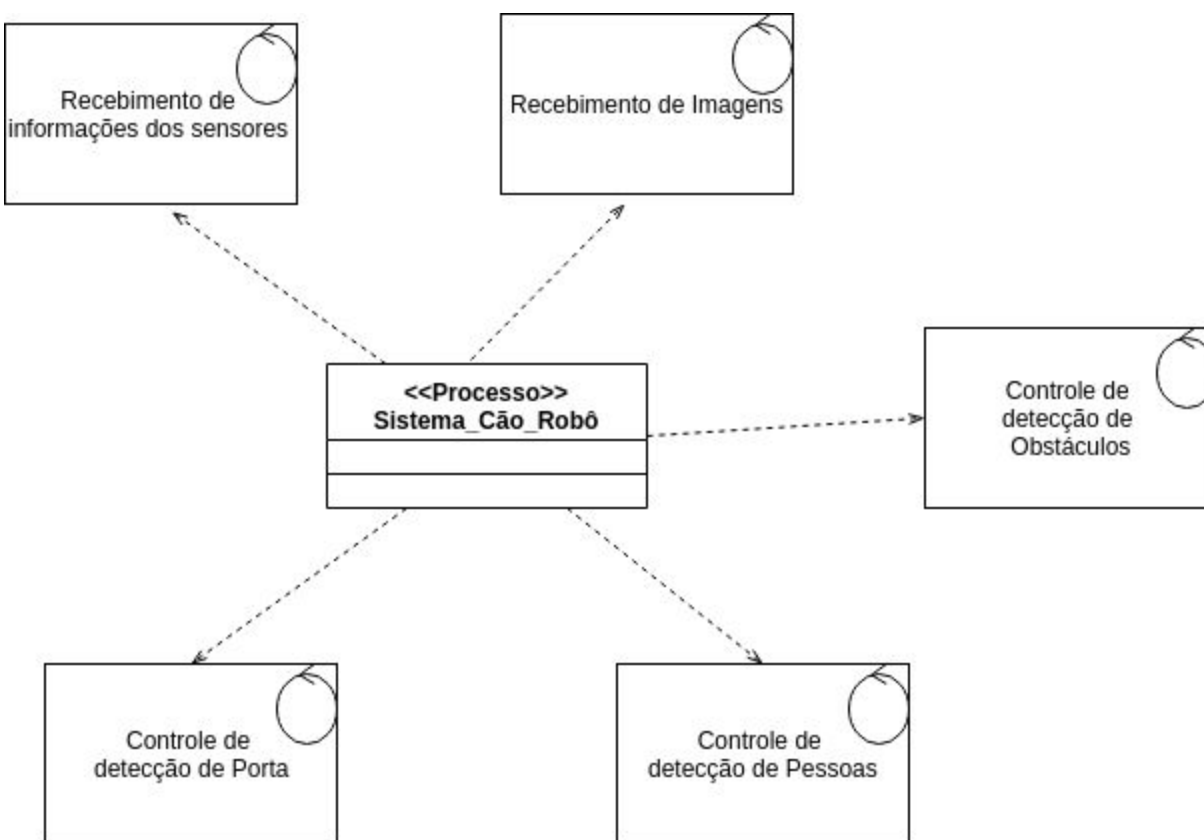 Recebimento de
informações dos sensores
Recebimento de Imagens
<<Processo>>
Sistema_Cão_Robô
Controle de
detecção de
Obstáculos
Controle de
detecção de Porta
Controle de
detecção de Pessoas